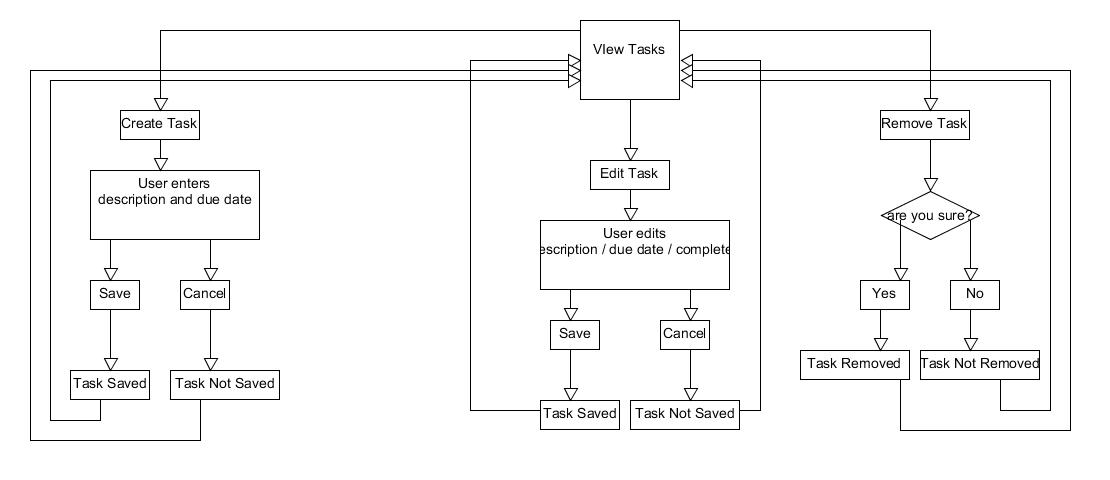 VIew Tasks
Create Task
User enters
description and due date
Save
Cancel
Task Saved
Task Not Saved
Edit Task
User edits
escription / due date / complete
Save
Cancel
Task Saved
Task Not Saved
Remove Task
are you sure?
Yes
No
Task Removed
Task Not Removed